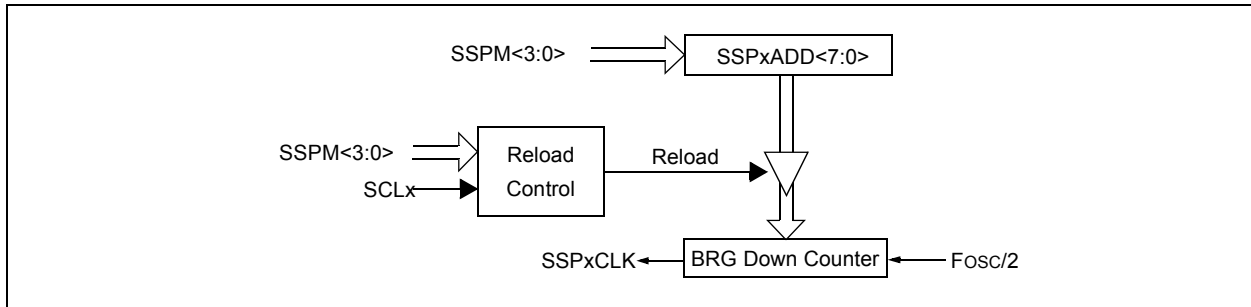 SSPM<3:0>
SSPxADD<7:0>
SSPM<3:0>
Reload
Control
Reload
SCLx
SSPxCLK
BRG Down Counter
FOSC/2